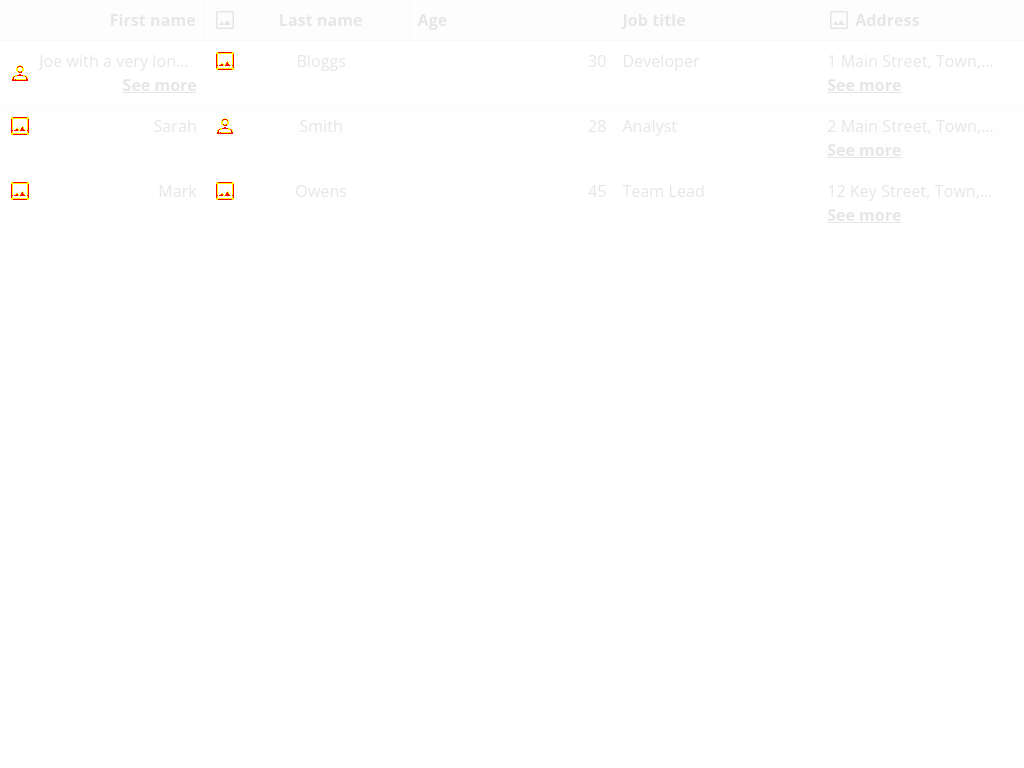 First name Last name Age Job title Address
Joe with a very lon... Bloggs 30 Developer 1 Main Street, Town,...
See more See more
Sarah Smith 28 Analyst 2 Main Street, Town,...
See more
Mark Owens 45 Team Lead 12 Key Street, Town,...
See more